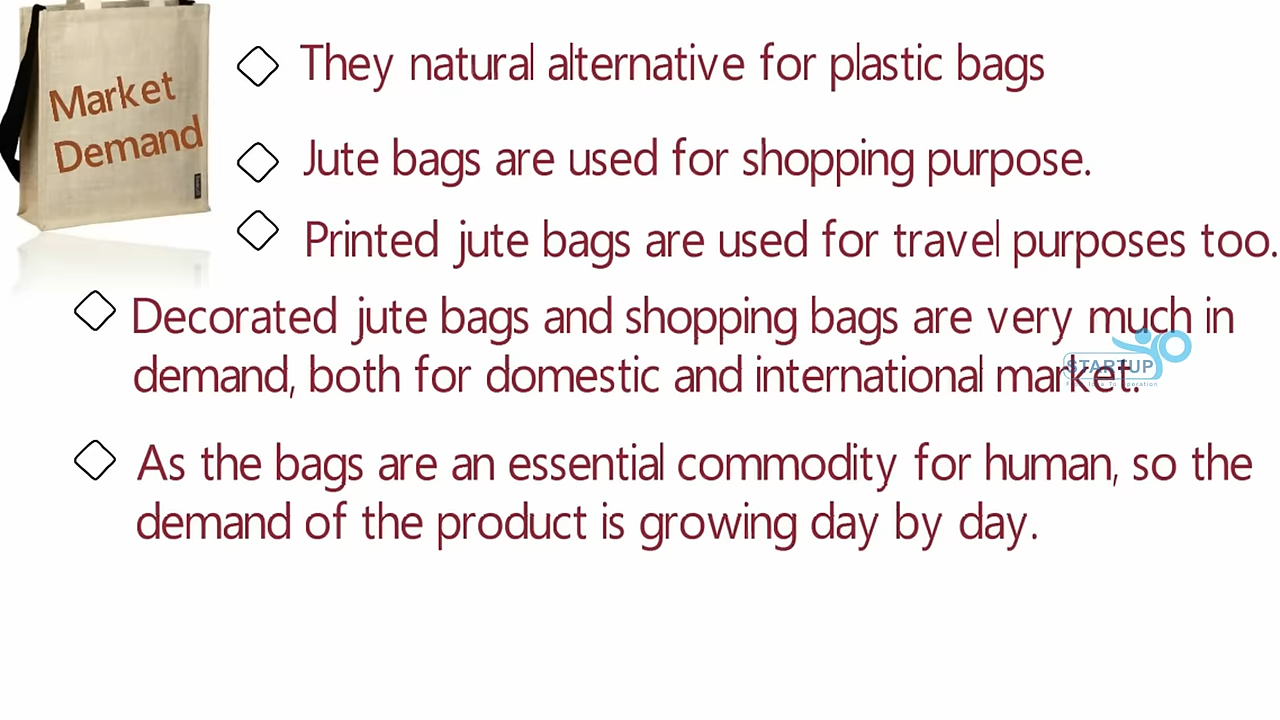 Market
Demand
They natural alternative for plastic bags
Jute bags are used for shopping purpose.
Printed jute bags are used for travel purposes too.
Decorated jute bags and shopping bags are very much in
demand, both for domestic and international market.
STARTUP
As the bags are an essential commodity for human, so the
demand of the product is growing day by day.